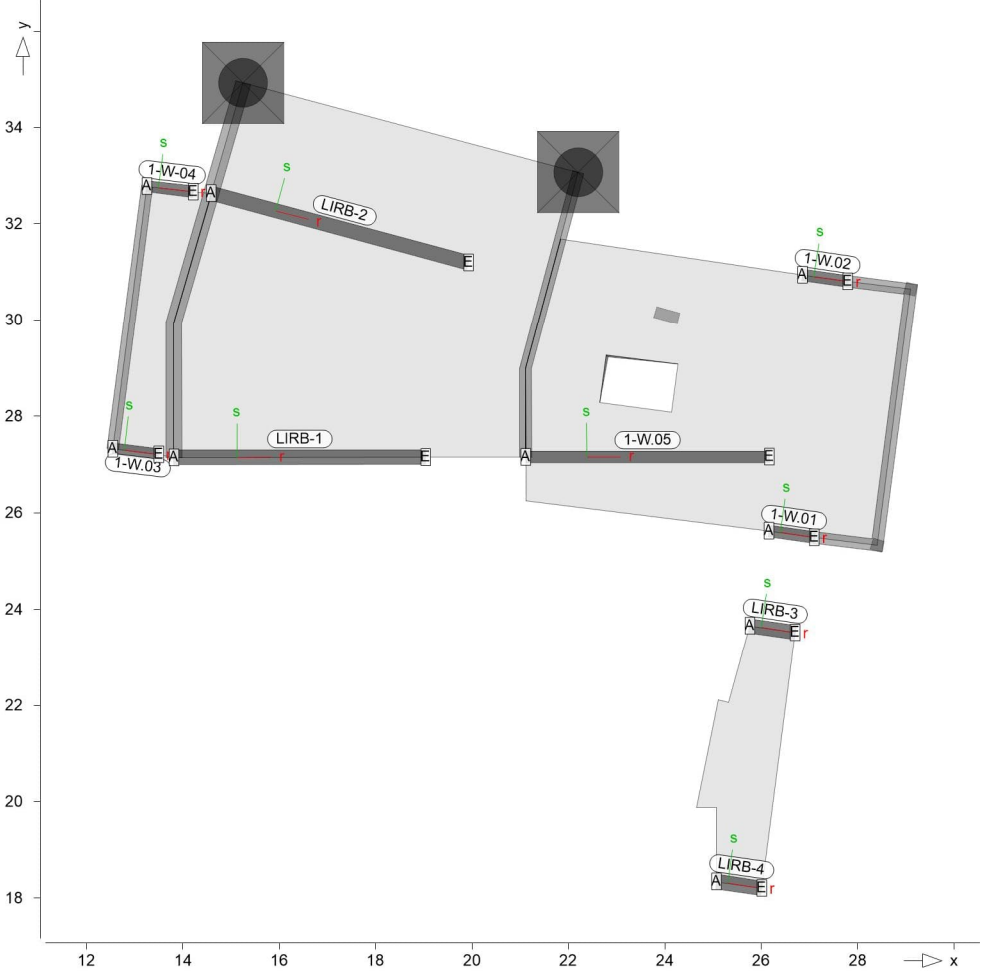 y
34
s
s
1-W-04
A E r A
LIRB-2
r
32
s
1-W.02
A E r
E
30
28
s
s
s
LIRB-1
1-W.05
A E A r E
A r E
1-W.03
26
s
1-W.01
A E r
24
s
LIRB-3
A E r
22
20
s
LIRB-4
A E r
18
12 14 16 18 20 22 24 26 28 x